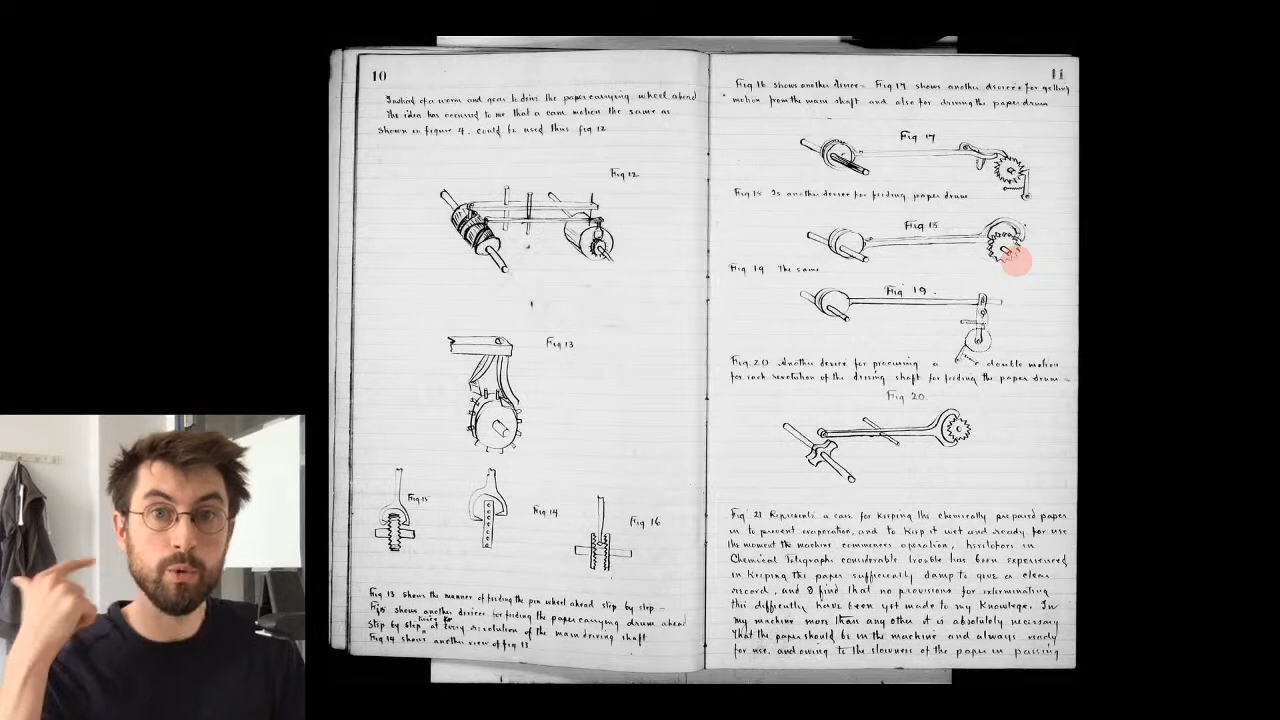 10
Instead of a worm and gear to drive the paper carrying wheel ahead
the idea has occurred to me that a cam motion the same as
shown in figure 4. could be used thus fig 12
Fig 12
Fig 13
Fig 15
Fig 14
Fig 16
Fig 13 shows the manner of feeding the pin wheel ahead step by step –
Fig 15 shows another device for feeding the paper carrying drum ahead
twice to
Step by step, at every revolution of the main driving shaft
Fig 14 shows another view of fig 13
11
Fig 16 shows another device – Fig 17 shows another device for getting
motion from the main shaft and also for driving the paper drum
Fig 17
Fig 18 Is another device for feeding paper drum
Fig 18
Fig 19 The same
Fig 19.
Fig. 20 Another device for procuring a double motion
for each revolution of the driving shaft for feeding the paper drum –
Fig 20.
Fig 21 Represents a case for keeping the chemically prepared paper
in to prevent evaporation, and to keep it wet and ready for use
the moment the machine commences operation, heretofore in
Chemical Telegraphs considerable trouble has been experienced
in keeping the paper sufficiently damp to give a clear
record, and I find that no provisions for exterminating
this difficulty have been yet made to my knowlege. In
my machine more than any other it is absolutely necessary
that the paper should be in the machine and always ready
for use, and owing to the slowness of the paper in passing